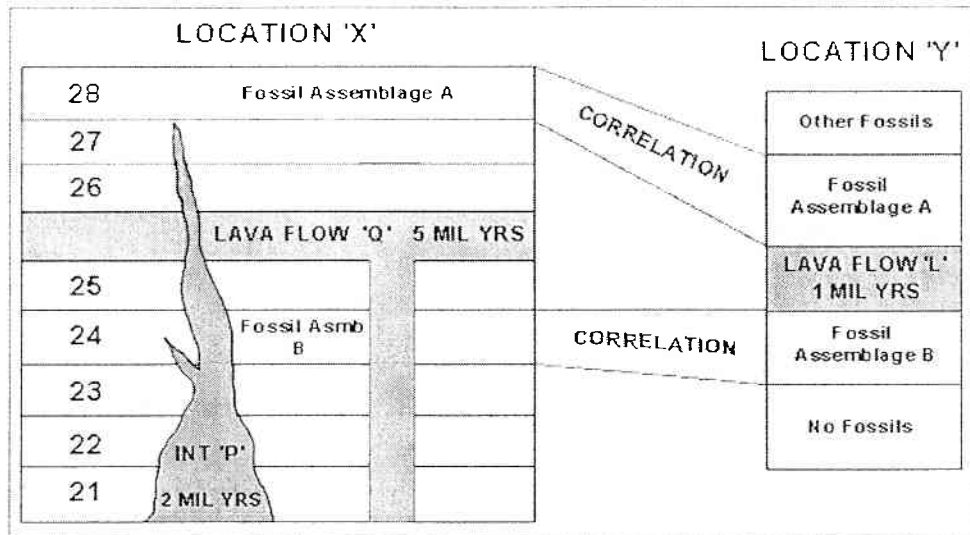 LOCATION 'X'
LOCATION 'Y'
28
Fossil Assemblage A
27
26
LAVA FLOW 'Q' 5 MIL YRS
25
24
Fossil Asmb
B
23
22
INT 'P'
21
2 MIL YRS
CORRELATION
CORRELATION
Other Fossils
Fossil
Assemblage A
LAVA FLOW 'L'
1 MIL YRS
Fossil
Assemblage B
No Fossils